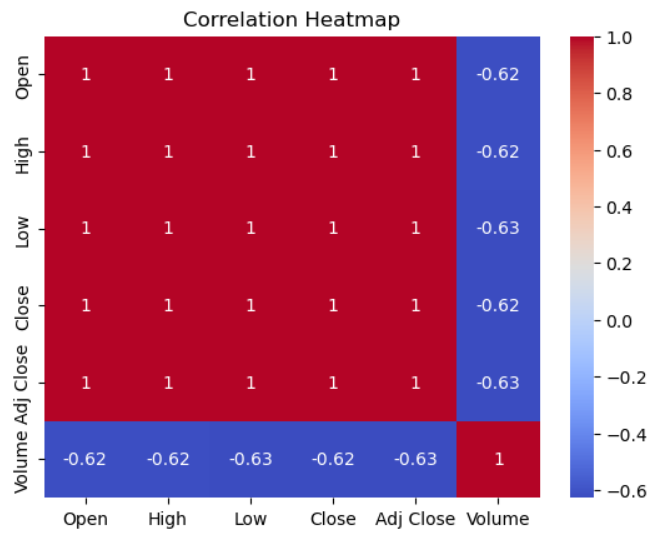 Correlation Heatmap
Open 1 1 1 1 1 -0.62
High 1 1 1 1 1 -0.62
Low 1 1 1 1 1 -0.63
Close 1 1 1 1 1 -0.62
Adj Close 1 1 1 1 1 -0.63
Volume -0.62 -0.62 -0.63 -0.62 -0.63 1
Open High Low Close Adj Close Volume
1.0
0.8
0.6
0.4
0.2
0.0
−0.2
−0.4
−0.6